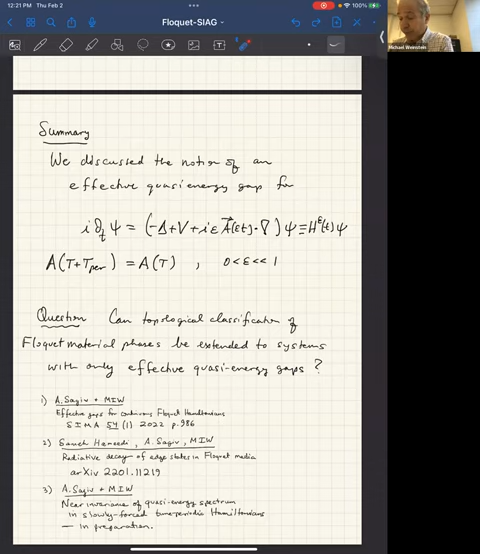 12:21 PM Thu Feb 2
100%
Floquet-SIAG
Michael Weinstein
Summary
We discussed the notion of an
effective quasienergy gap for
i∂_t ψ = (-Δ+V+iε A⃗(εt)·∇) ψ ≡ H^ε(t)ψ
A(T+T_per) = A(T) , 0<ε<<1
Question Can topological classification of
Floquet material phases be extended to systems
with only effective quasi-energy gaps ?
1) A. Sagiv + MIW
Effective gaps for continuous Floquet Hamiltonians
SIMA 54 (1) 2022 p.986
2) Sameh Hameedi, A. Sagiv, MIW
Radiative decay of edge states in Floquet media
arXiv 2201.11219
3) A. Sagiv + MIW
Near invariance of quasi-energy spectrum
in slowly-forced time-periodic Hamiltonians
— in preparation.